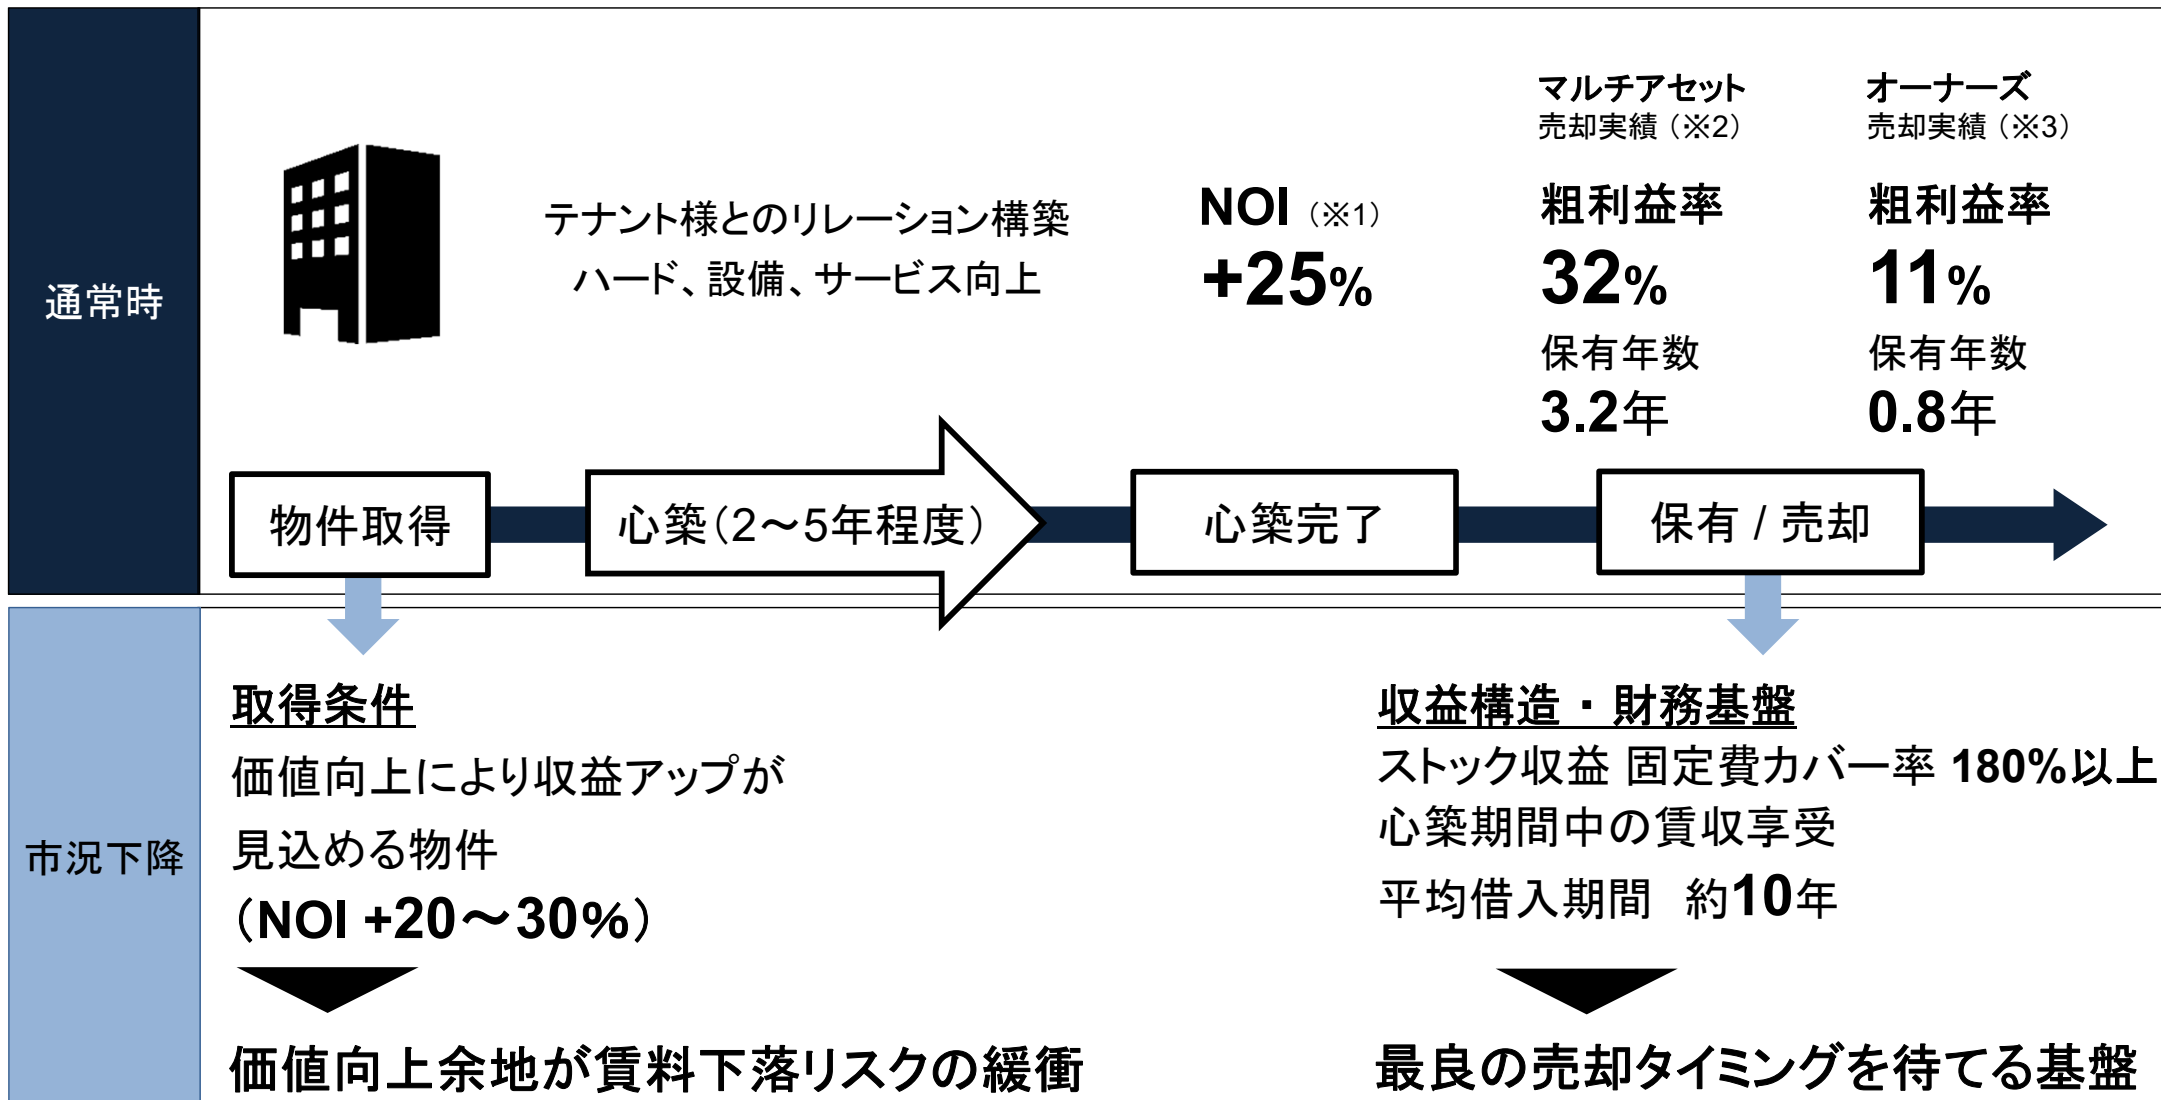 通常時
テナント様とのリレーション構築
ハード、設備、サービス向上
NOI（※1）
+25%
マルチアセット
売却実績（※2）
粗利益率
32%
保有年数
3.2年
オーナーズ
売却実績（※3）
粗利益率
11%
保有年数
0.8年
物件取得
心築（2～5年程度）
心築完了
保有 / 売却
市況下降
取得条件
価値向上により収益アップが
見込める物件
（NOI +20～30%）
価値向上余地が賃料下落リスクの緩衝
収益構造・財務基盤
ストック収益 固定費カバー率 180%以上
心築期間中の賃収享受
平均借入期間　約10年
最良の売却タイミングを待てる基盤